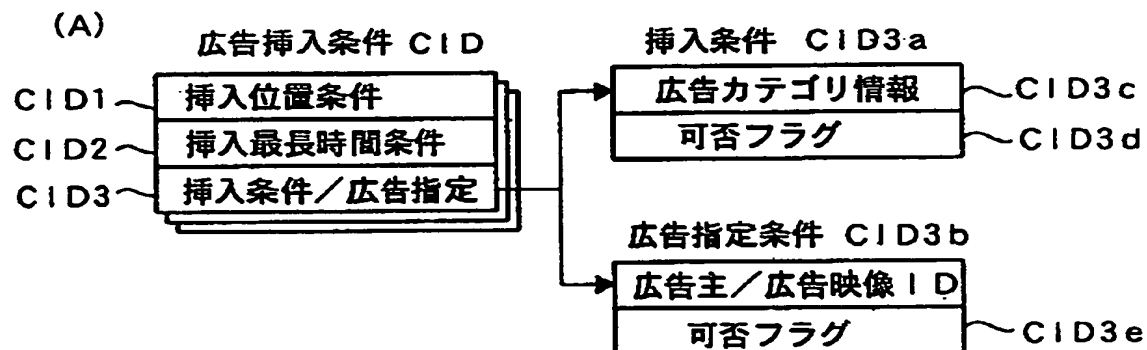 (A)
広告挿入条件 CID
CID1 挿入位置条件
CID2 挿入最長時間条件
CID3 挿入条件/広告指定
挿入条件 CID3a
広告カテゴリ情報 CID3c
可否フラグ CID3d
広告指定条件 CID3b
広告主/広告映像ID
可否フラグ CID3e